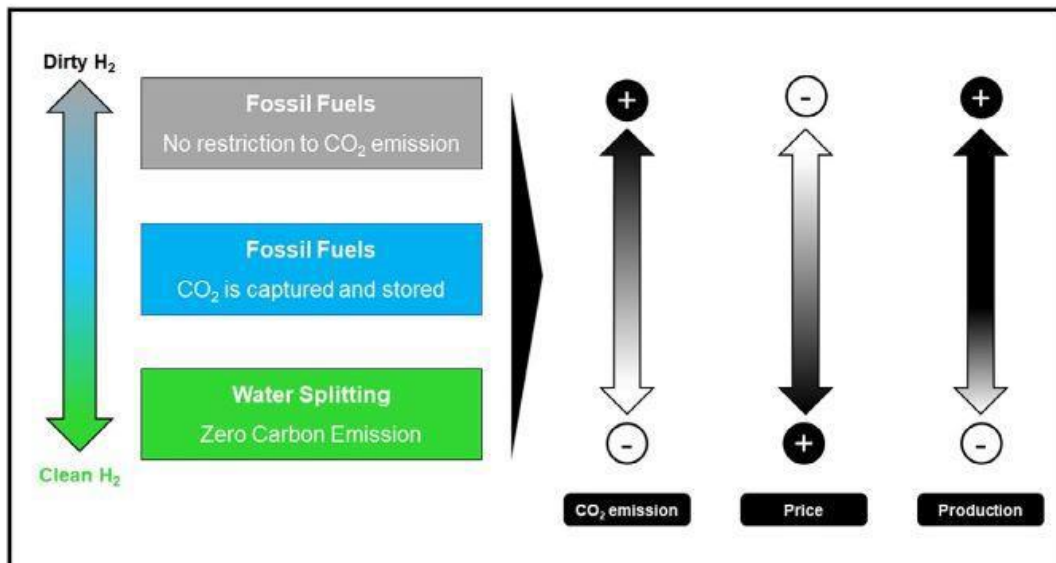 Dirty H₂
Fossil Fuels
No restriction to CO₂ emission
Fossil Fuels
CO₂ is captured and stored
Water Splitting
Zero Carbon Emission
Clean H₂
+
-
+
-
+
-
CO₂ emission
Price
Production